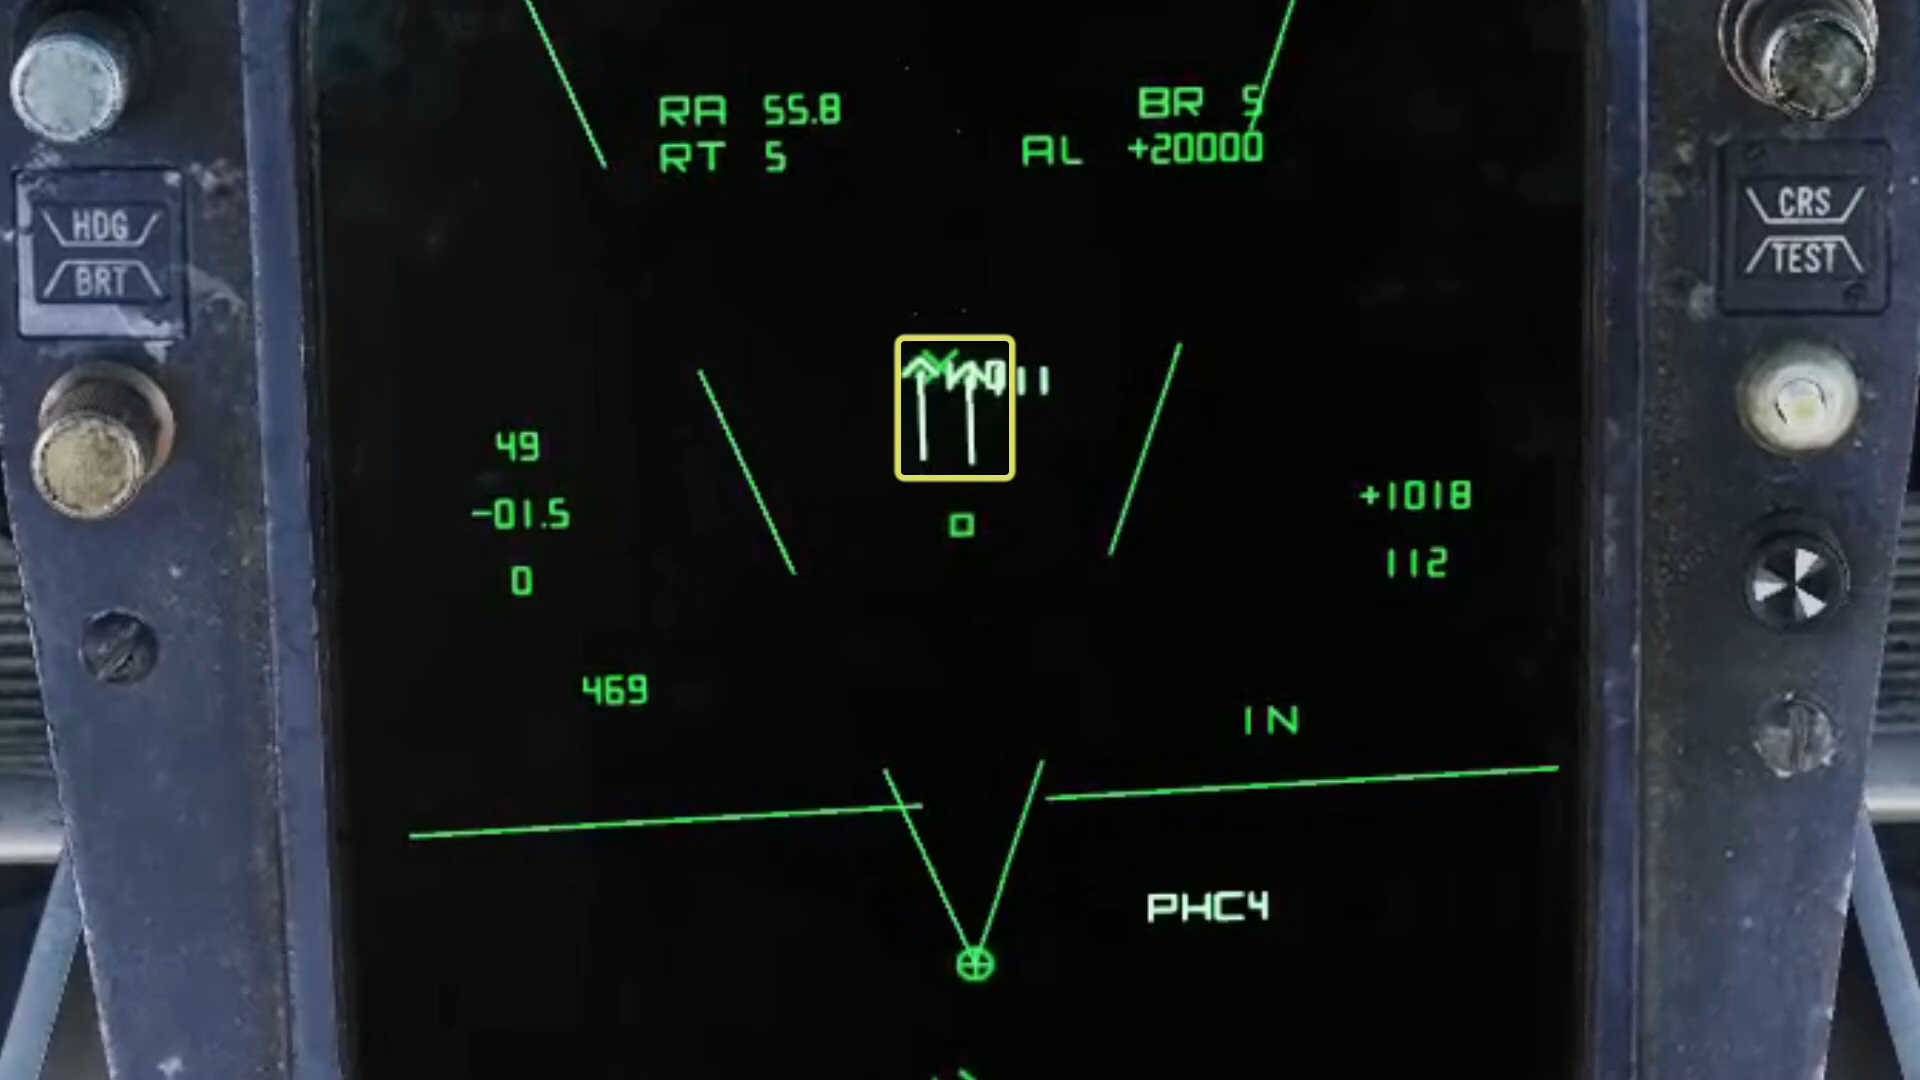 RA 55.8
RT 5
BR 5
AL +20000
HDG
BRT
CRS
TEST
11
49
-01.5
0
+1018
112
469
IN
PHC4